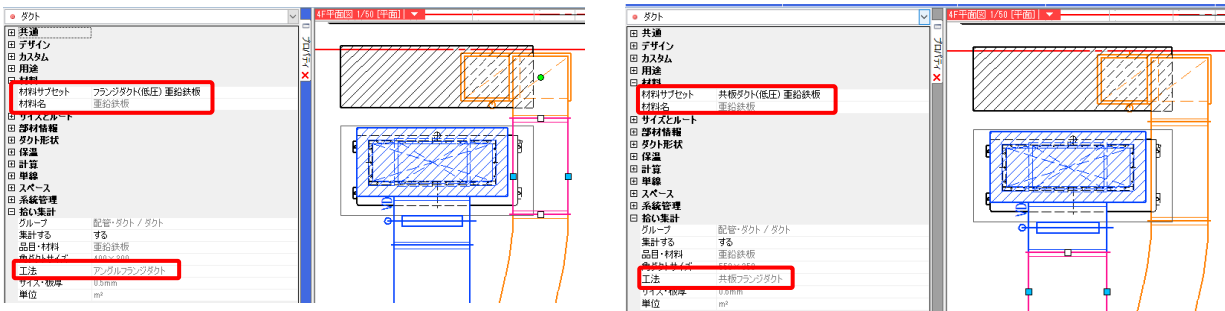 ダクト
共通
デザイン
カスタム
用途
材料
材料サブセット フランジダクト(低圧) 亜鉛鉄板
材料名 亜鉛鉄板
サイズとルート
部材情報
ダクト形状
保温
計算
単線
スペース
系統管理
拾い集計
グループ 配管・ダクト / ダクト
集計する する
品目・材料 亜鉛鉄板
角ダクトサイズ 400×200
工法 アングルフランジダクト
サイズ・板厚 0.5mm
単位 m²
プロパティ
4F平面図 1/50 [平面]
VD
ダクト
共通
デザイン
カスタム
用途
材料
材料サブセット 共板ダクト(低圧) 亜鉛鉄板
材料名 亜鉛鉄板
サイズとルート
部材情報
ダクト形状
保温
計算
単線
スペース
系統管理
拾い集計
グループ 配管・ダクト / ダクト
集計する する
品目・材料 亜鉛鉄板
角ダクトサイズ
工法 共板フランジダクト
サイズ・板厚
単位 m²
プロパティ
4F平面図 1/50 [平面]
VD